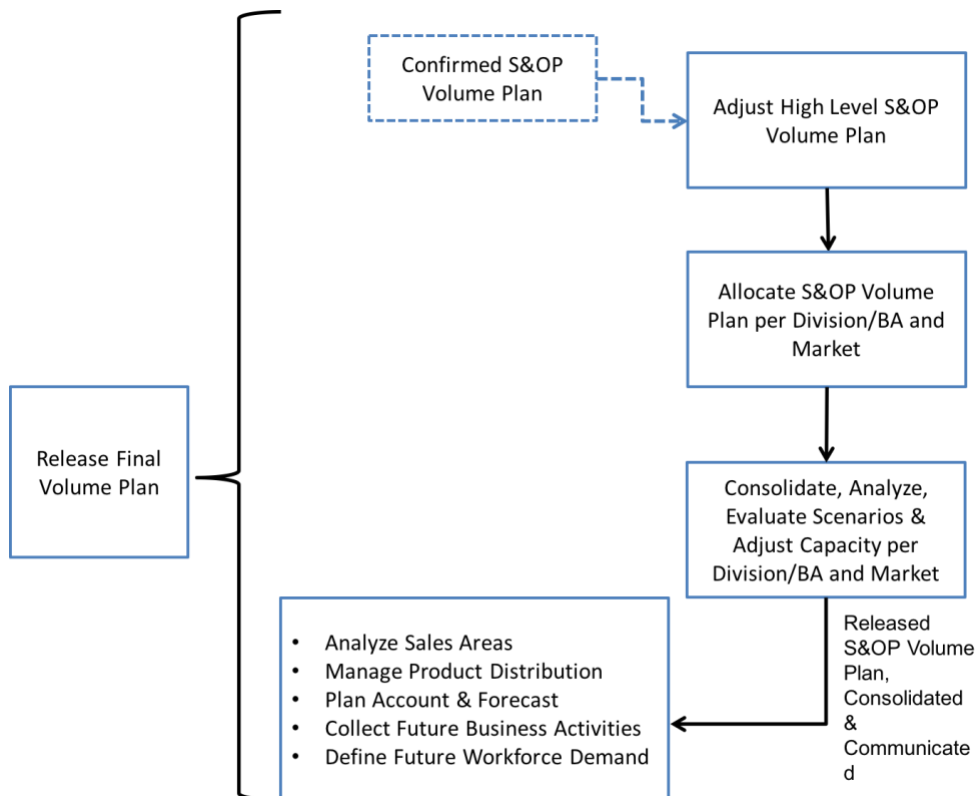 Confirmed S&OP
Volume Plan
Adjust High Level S&OP
Volume Plan
Allocate S&OP Volume
Plan per Division/BA and
Market
Release Final
Volume Plan
Consolidate, Analyze,
Evaluate Scenarios &
Adjust Capacity per
Division/BA and Market
Released
S&OP Volume
Plan,
Consolidated
&
Communicate
d
• Analyze Sales Areas
• Manage Product Distribution
• Plan Account & Forecast
• Collect Future Business Activities
• Define Future Workforce Demand